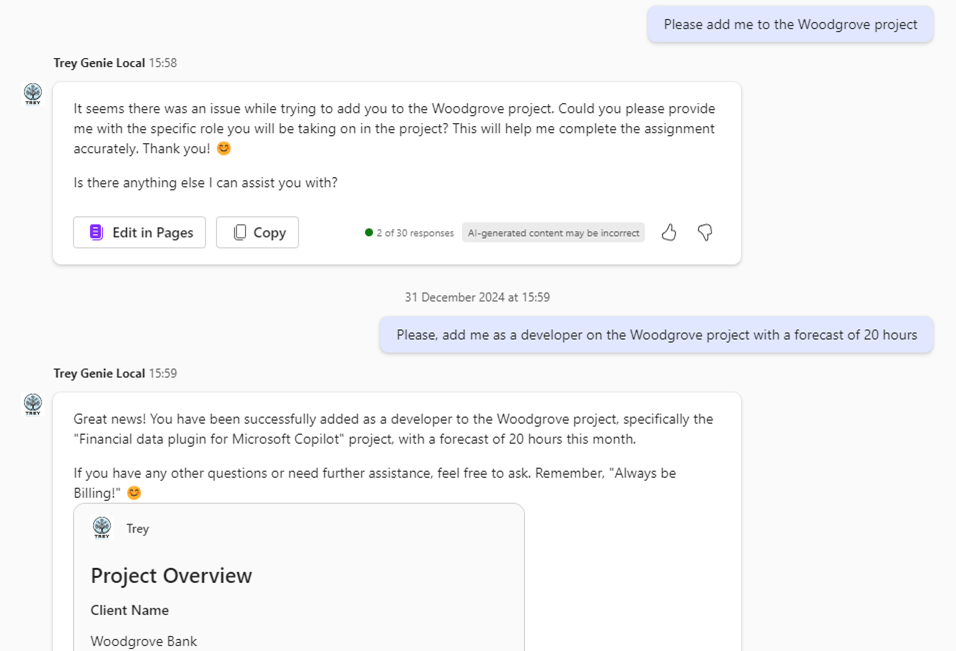 Please add me to the Woodgrove project
Trey Genie Local 15:58
TREY
It seems there was an issue while trying to add you to the Woodgrove project. Could you please provide
me with the specific role you will be taking on in the project? This will help me complete the assignment
accurately. Thank you! 😊
Is there anything else I can assist you with?
Edit in Pages
Copy
2 of 30 responses
AI-generated content may be incorrect
31 December 2024 at 15:59
Please, add me as a developer on the Woodgrove project with a forecast of 20 hours
Trey Genie Local 15:59
TREY
Great news! You have been successfully added as a developer to the Woodgrove project, specifically the
"Financial data plugin for Microsoft Copilot" project, with a forecast of 20 hours this month.
If you have any other questions or need further assistance, feel free to ask. Remember, "Always be
Billing!" 😊
TREY
Trey
Project Overview
Client Name
Woodgrove Bank